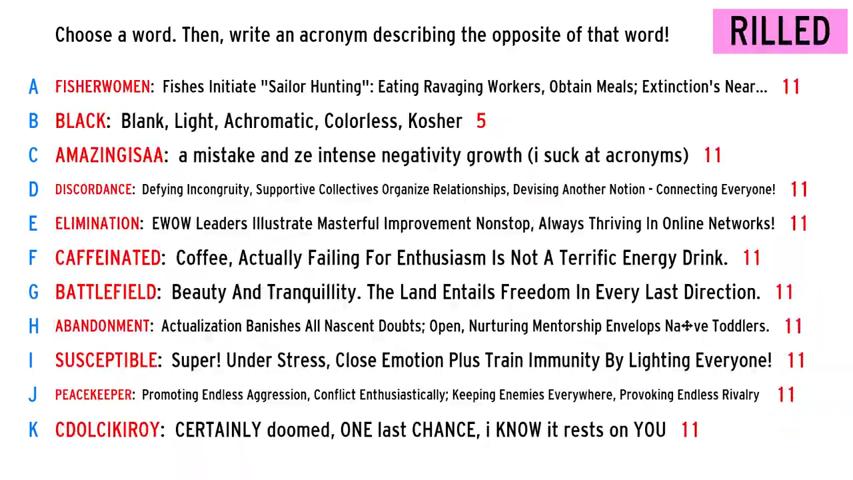 Choose a word. Then, write an acronym describing the opposite of that word!
RILLED
A FISHERWOMEN: Fishes Initiate "Sailor Hunting": Eating Ravaging Workers, Obtain Meals; Extinction's Near... 11
B BLACK: Blank, Light, Achromatic, Colorless, Kosher 5
C AMAZINGISAA: a mistake and ze intense negativity growth (i suck at acronyms) 11
D DISCORDANCE: Defying Incongruity, Supportive Collectives Organize Relationships, Devising Another Notion - Connecting Everyone! 11
E ELIMINATION: EWOW Leaders Illustrate Masterful Improvement Nonstop, Always Thriving In Online Networks! 11
F CAFFEINATED: Coffee, Actually Failing For Enthusiasm Is Not A Terrific Energy Drink. 11
G BATTLEFIELD: Beauty And Tranquillity. The Land Entails Freedom In Every Last Direction. 11
H ABANDONMENT: Actualization Banishes All Nascent Doubts; Open, Nurturing Mentorship Envelops Na✢ve Toddlers. 11
I SUSCEPTIBLE: Super! Under Stress, Close Emotion Plus Train Immunity By Lighting Everyone! 11
J PEACEKEEPER: Promoting Endless Aggression, Conflict Enthusiastically; Keeping Enemies Everywhere, Provoking Endless Rivalry 11
K CDOLCIKIROY: CERTAINLY doomed, ONE last CHANCE, i KNOW it rests on YOU 11